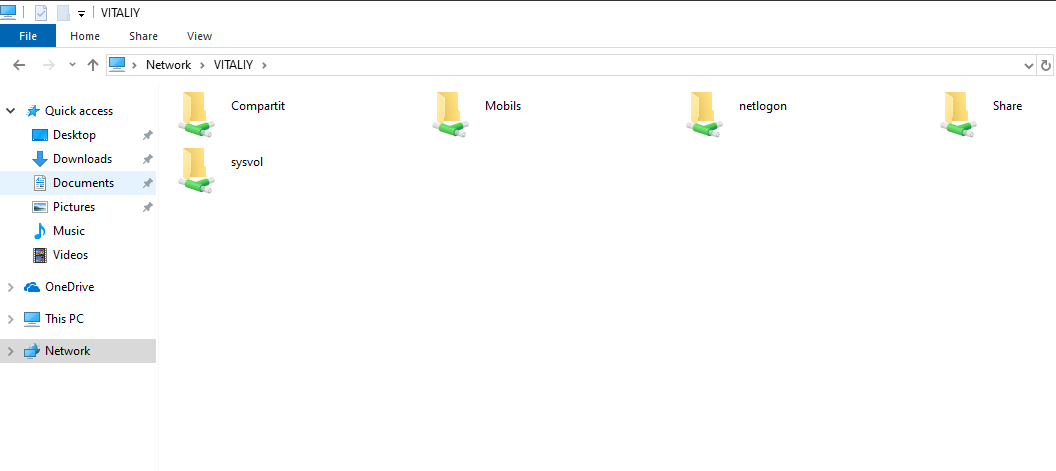 VITALIY
File Home Share View
Network VITALIY
Quick access
Desktop
Downloads
Documents
Pictures
Music
Videos
OneDrive
This PC
Network
Compartit Mobils netlogon Share
sysvol